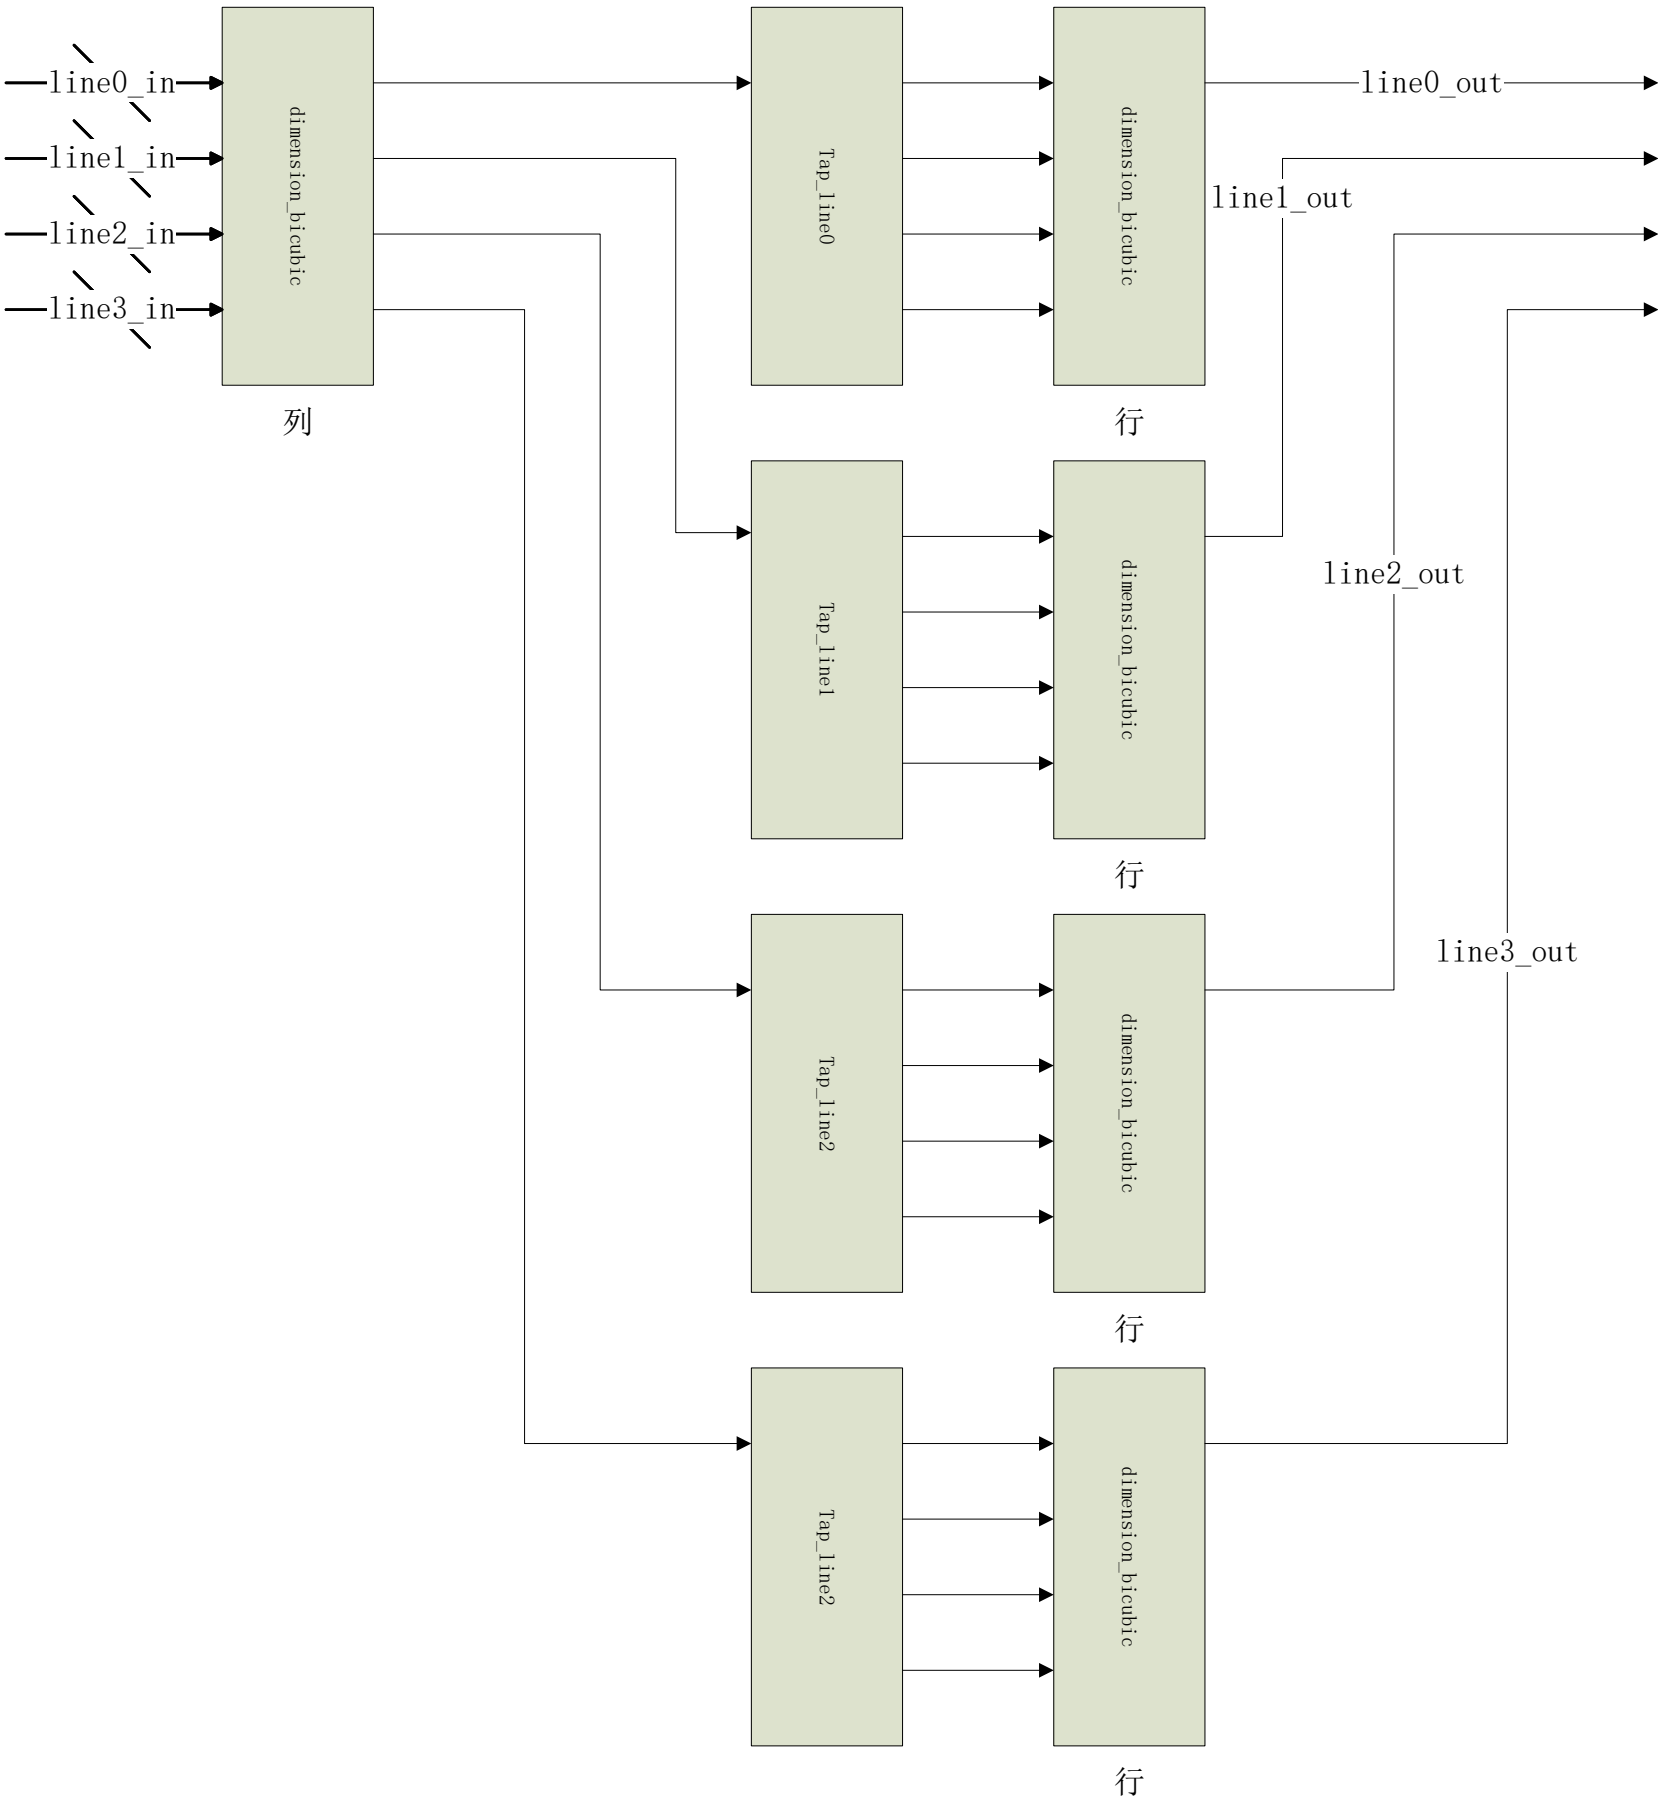 line0_in
line1_in
line2_in
line3_in
dimension_bicubic
列
Tap_line0
dimension_bicubic
行
line0_out
line1_out
Tap_line1
dimension_bicubic
行
line2_out
Tap_line2
dimension_bicubic
行
line3_out
Tap_line2
dimension_bicubic
行